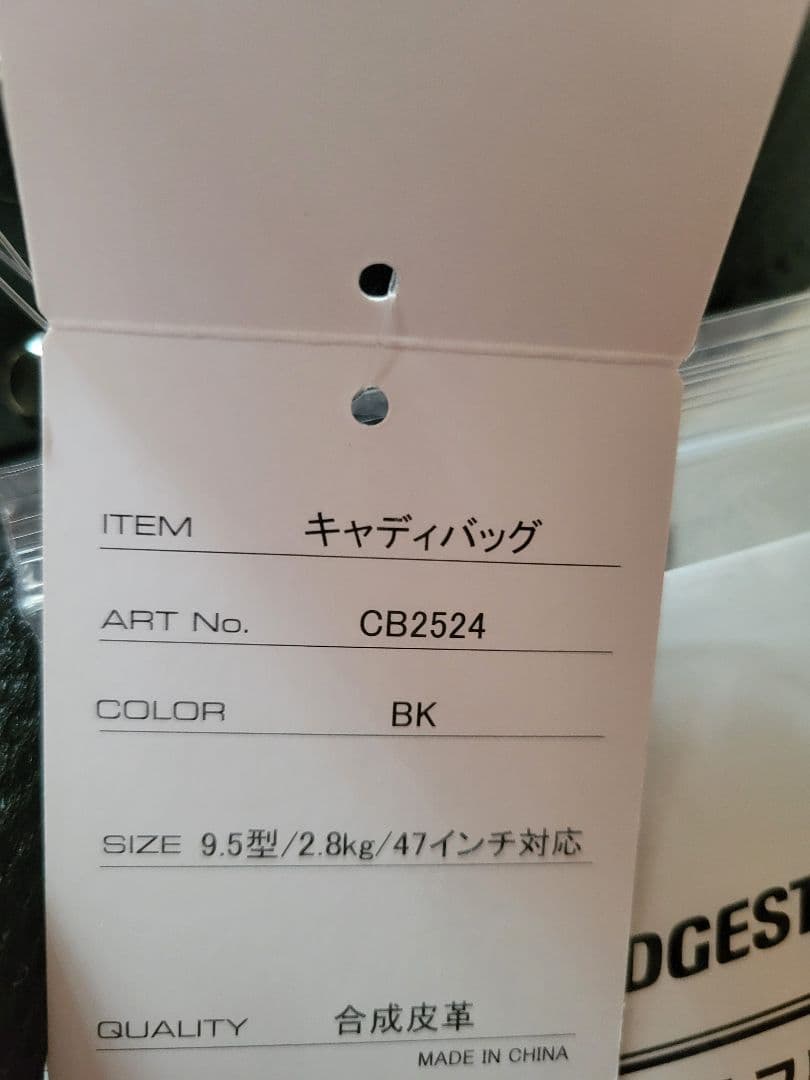 ITEM キャディバッグ
ART No. CB2524
COLOR BK
SIZE 9.5型/2.8kg/47インチ対応
QUALITY 合成皮革
MADE IN CHINA
DGEST